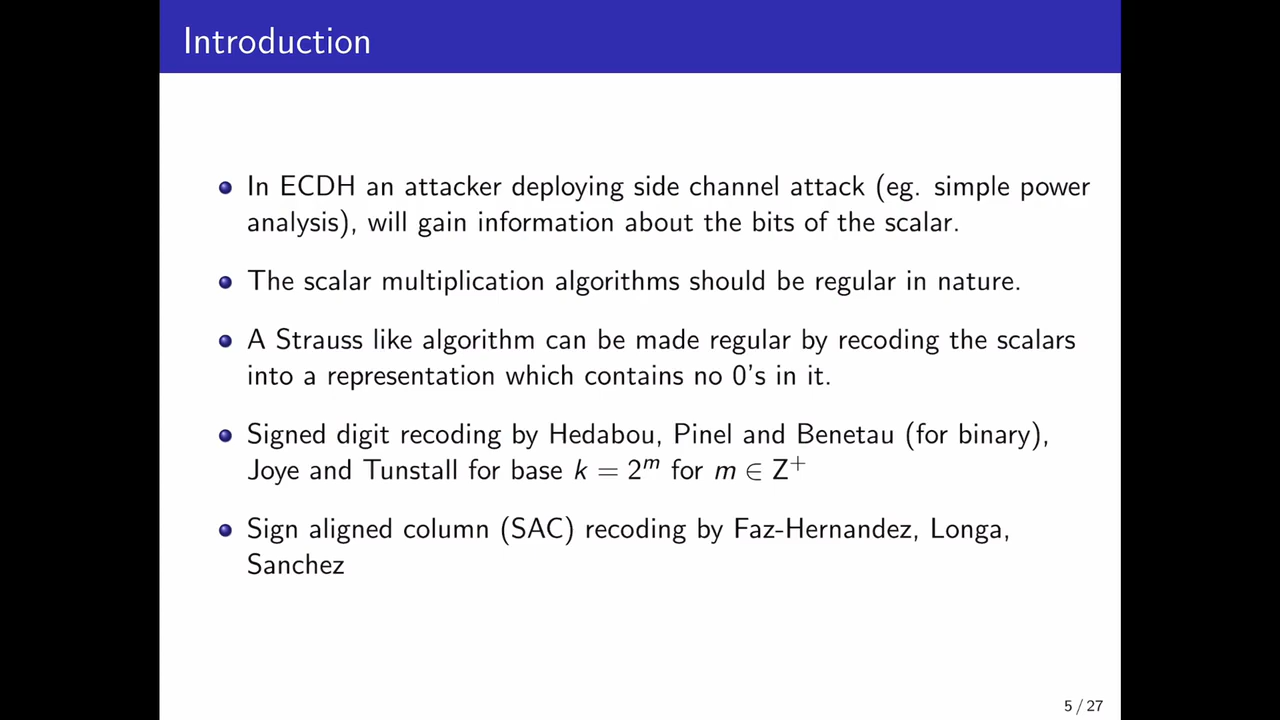 Introduction
In ECDH an attacker deploying side channel attack (eg. simple power
analysis), will gain information about the bits of the scalar.
The scalar multiplication algorithms should be regular in nature.
A Strauss like algorithm can be made regular by recoding the scalars
into a representation which contains no 0's in it.
Signed digit recoding by Hedabou, Pinel and Benetau (for binary),
Joye and Tunstall for base k = 2^m for m ∈ Z^+
Sign aligned column (SAC) recoding by Faz-Hernandez, Longa,
Sanchez
5 / 27